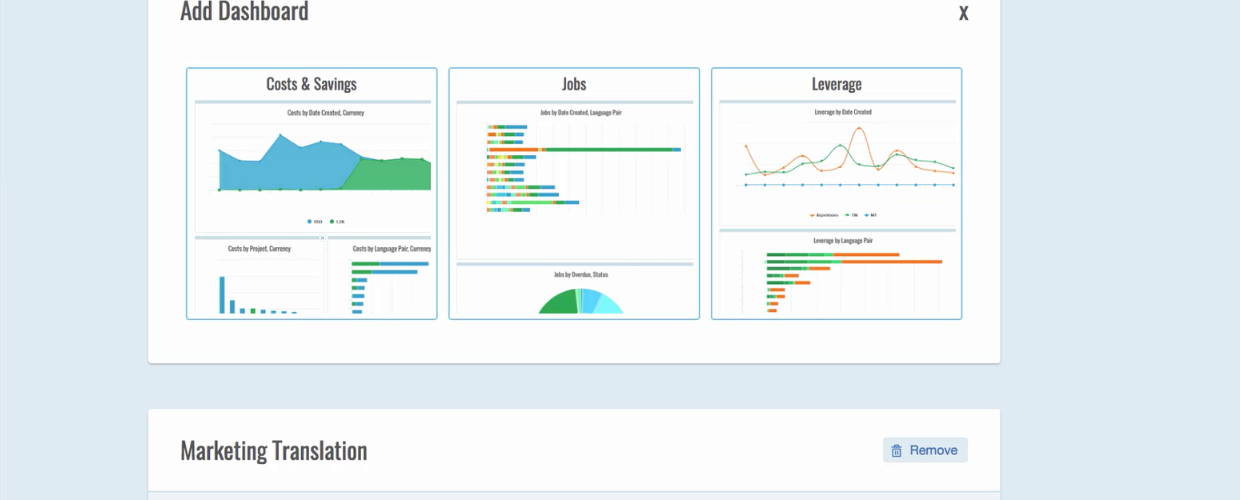 Add Dashboard
X
Costs & Savings
Jobs
Leverage
Costs by Date Created, Currency
Jobs by Date Created, Language Pair
Leverage by Date Created
USD CZK
Repetitions TM MT
Costs by Project, Currency
Costs by Language Pair, Currency
Jobs by Overdue, Status
Leverage by Language Pair
Marketing Translation
Remove